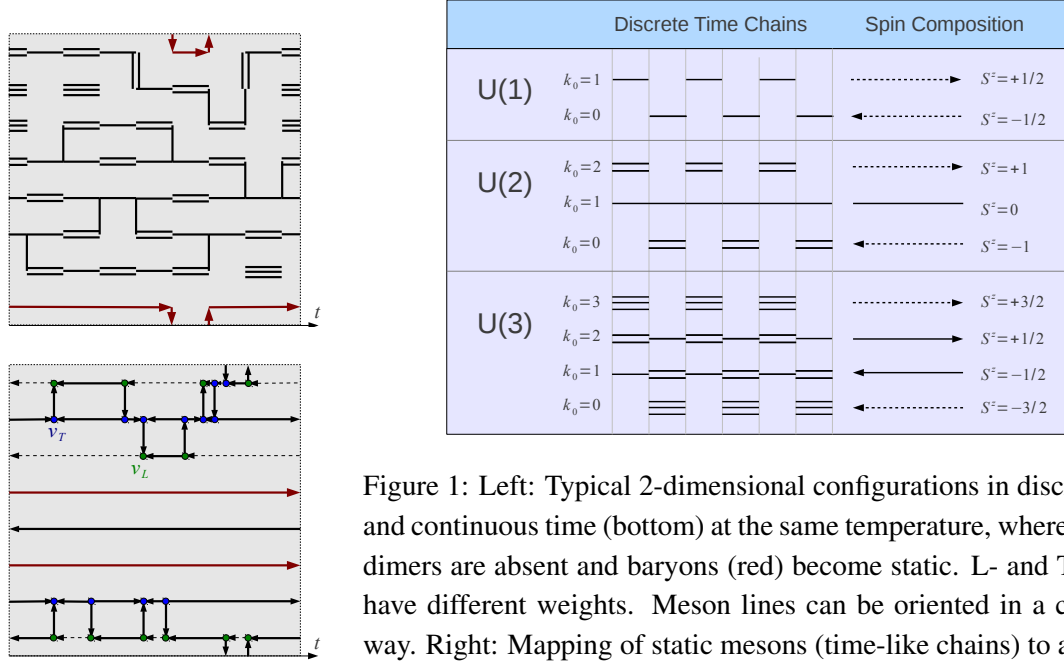 t
v_T
v_L
t
Discrete Time Chains Spin Composition
U(1)
k_0=1 S^z=+1/2
k_0=0 S^z=−1/2
U(2)
k_0=2 S^z=+1
k_0=1 S^z=0
k_0=0 S^z=−1
U(3)
k_0=3 S^z=+3/2
k_0=2 S^z=+1/2
k_0=1 S^z=−1/2
k_0=0 S^z=−3/2
Figure 1: Left: Typical 2-dimensional configurations in disc
and continuous time (bottom) at the same temperature, where
dimers are absent and baryons (red) become static. L- and T
have different weights. Meson lines can be oriented in a c
way. Right: Mapping of static mesons (time-like chains) to a